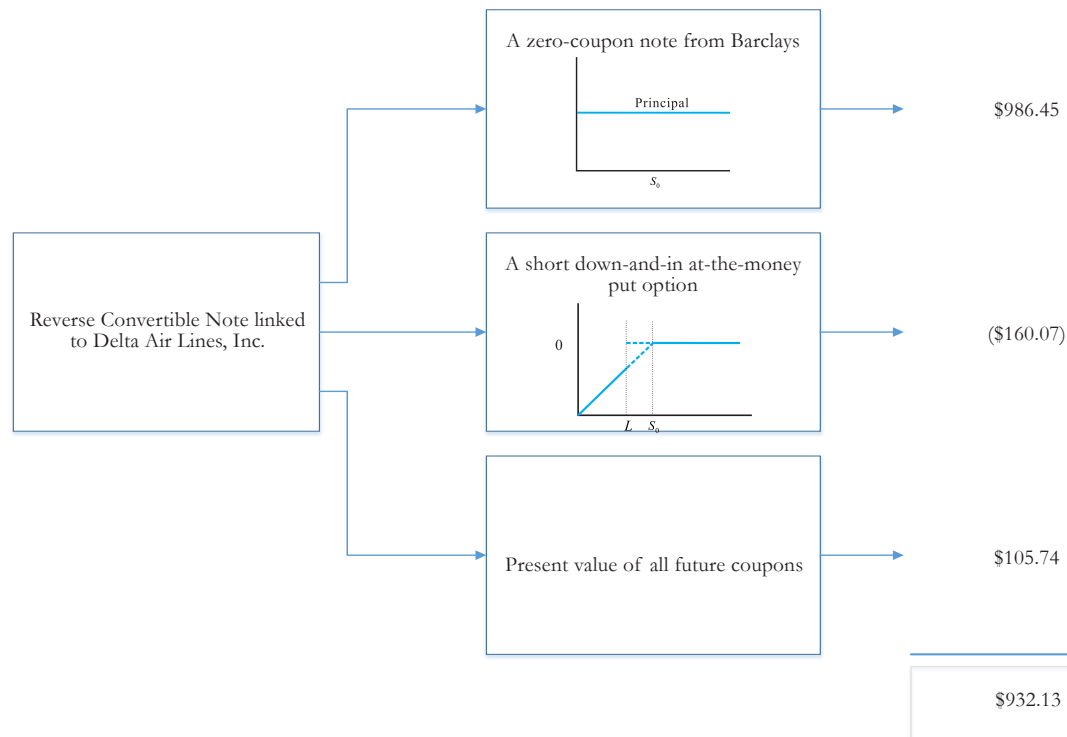 A zero-coupon note from Barclays
Principal
S₀
$986.45
Reverse Convertible Note linked
to Delta Air Lines, Inc.
A short down-and-in at-the-money
put option
0
L S₀
($160.07)
Present value of all future coupons
$105.74
$932.13